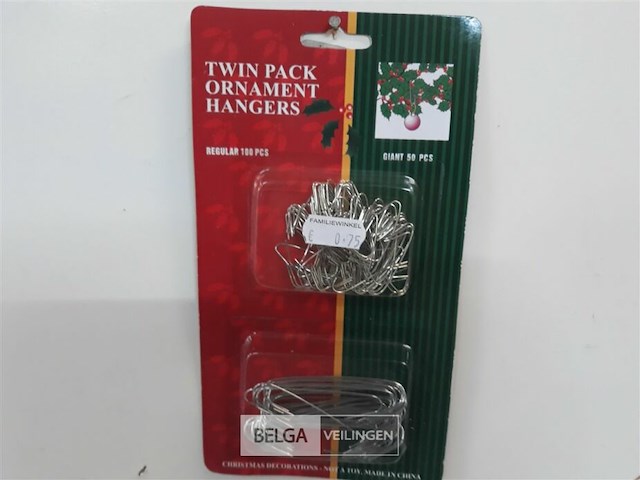 TWIN PACK
ORNAMENT
HANGERS
REGULAR 100 PCS
GIANT 50 PCS
FAMILIEWINKEL
€ 0.75
BELGA VEILINGEN
CHRISTMAS DECORATIONS - NOT A TOY. MADE IN CHINA